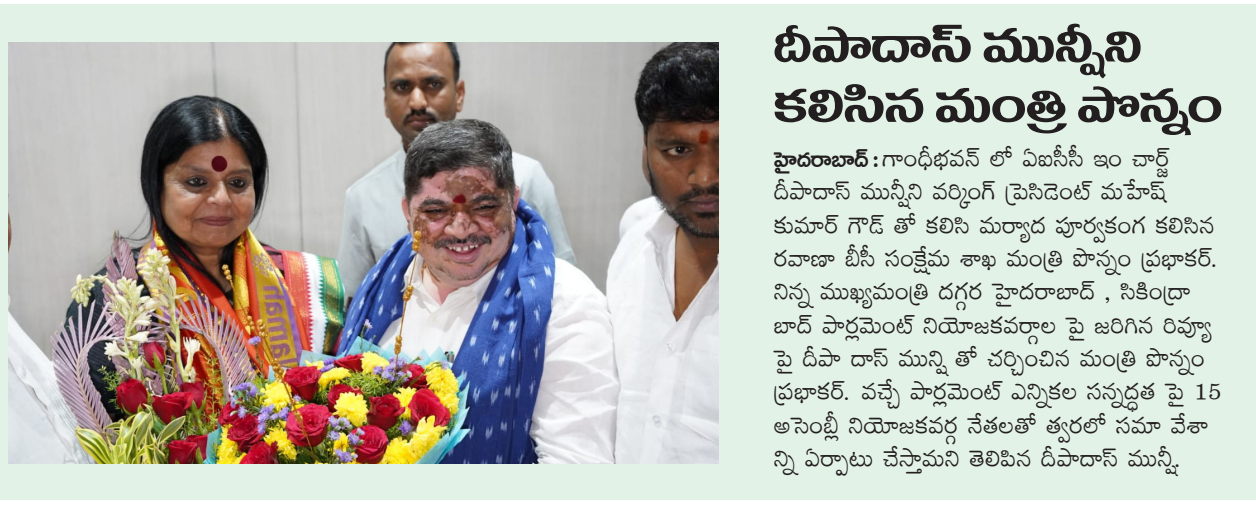 దీపాదాస్ మున్షీని
కలిసిన మంత్రి పొన్నం
హైదరాబాద్ : గాంధీభవన్ లో ఏఐసీసీ ఇం చార్జ్
దీపాదాస్ మున్షీని వర్కింగ్ ప్రెసిడెంట్ మహేష్
కుమార్ గౌడ్ తో కలిసి మర్యాద పూర్వకంగ కలిసిన
రవాణా బీసీ సంక్షేమ శాఖ మంత్రి పొన్నం ప్రభాకర్.
నిన్న ముఖ్యమంత్రి దగ్గర హైదరాబాద్ , సికింద్రా
బాద్ పార్లమెంట్ నియోజకవర్గాల పై జరిగిన రివ్యూ
పై దీపా దాస్ మున్షి తో చర్చించిన మంత్రి పొన్నం
ప్రభాకర్. వచ్చే పార్లమెంట్ ఎన్నికల సన్నద్ధత పై 15
అసెంబ్లీ నియోజకవర్గ నేతలతో త్వరలో సమా వేశా
న్ని ఏర్పాటు చేస్తామని తెలిపిన దీపాదాస్ మున్షీ.